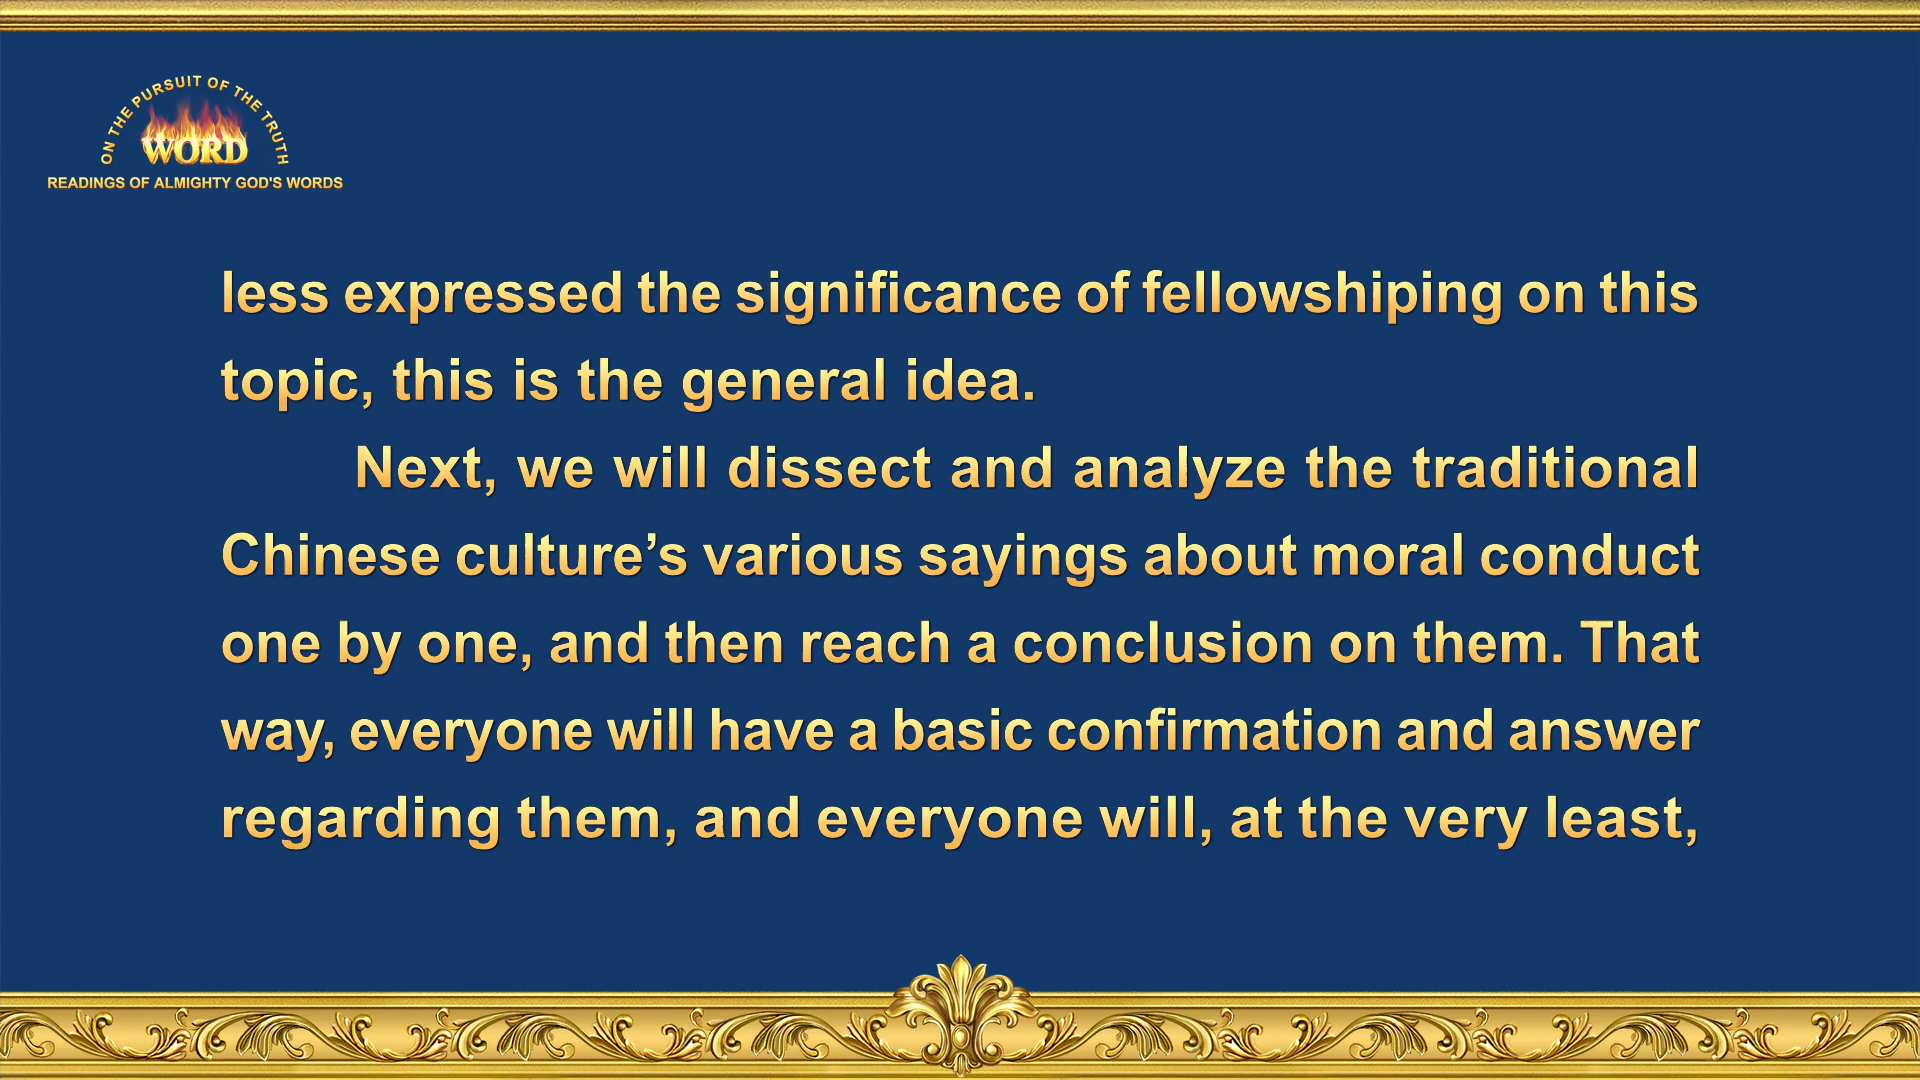 ON THE PURSUIT OF THE TRUTH
WORD
READINGS OF ALMIGHTY GOD'S WORDS
less expressed the significance of fellowshiping on this
topic, this is the general idea.
Next, we will dissect and analyze the traditional
Chinese culture’s various sayings about moral conduct
one by one, and then reach a conclusion on them. That
way, everyone will have a basic confirmation and answer
regarding them, and everyone will, at the very least,